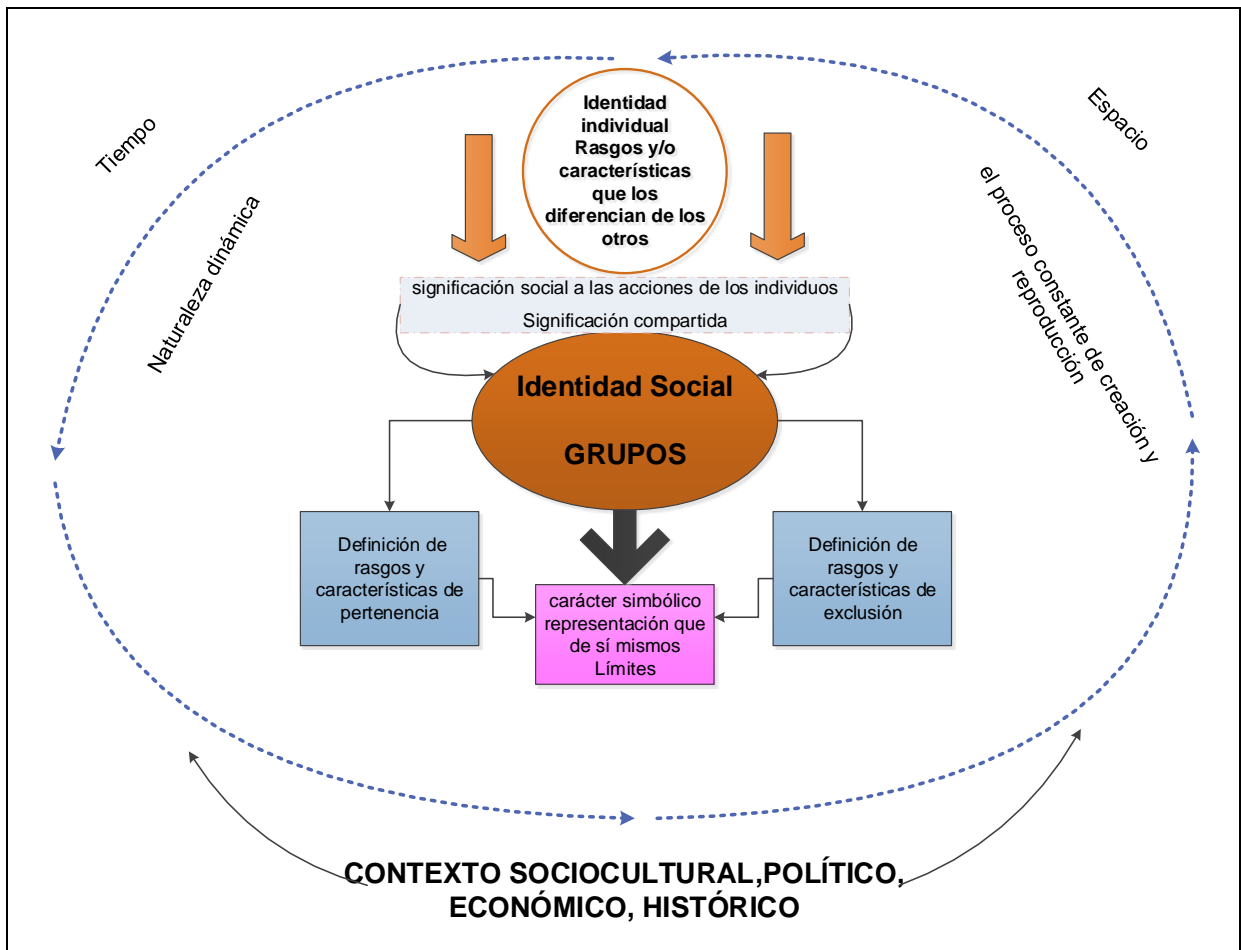 Identidad
individual
Rasgos y/o
características
que los
diferencian de los
otros
Tiempo
Espacio
Naturaleza dinámica
el proceso constante de creación y
reproducción
significación social a las acciones de los individuos
Significación compartida
Identidad Social
GRUPOS
Definición de
rasgos y
características de
pertenencia
carácter simbólico
representación que
de sí mismos
Límites
Definición de
rasgos y
características de
exclusión
CONTEXTO SOCIOCULTURAL,POLÍTICO,
ECONÓMICO, HISTÓRICO